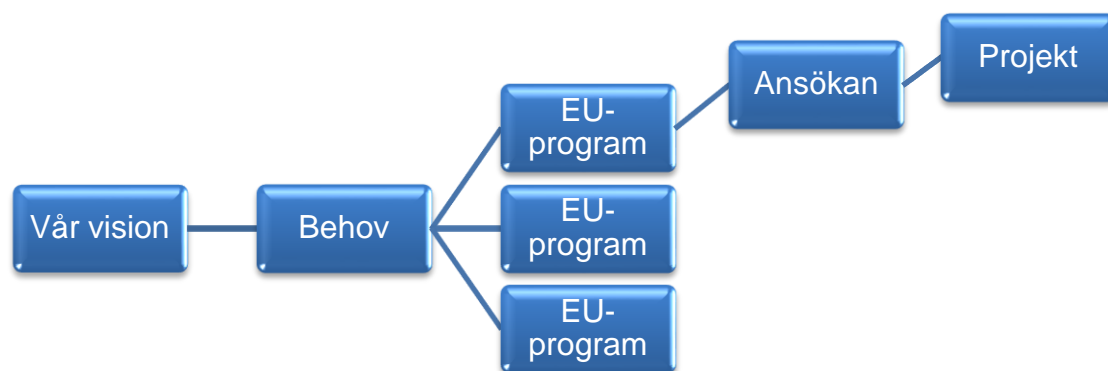 Vår vision
Behov
EU-
program
EU-
program
EU-
program
Ansökan
Projekt